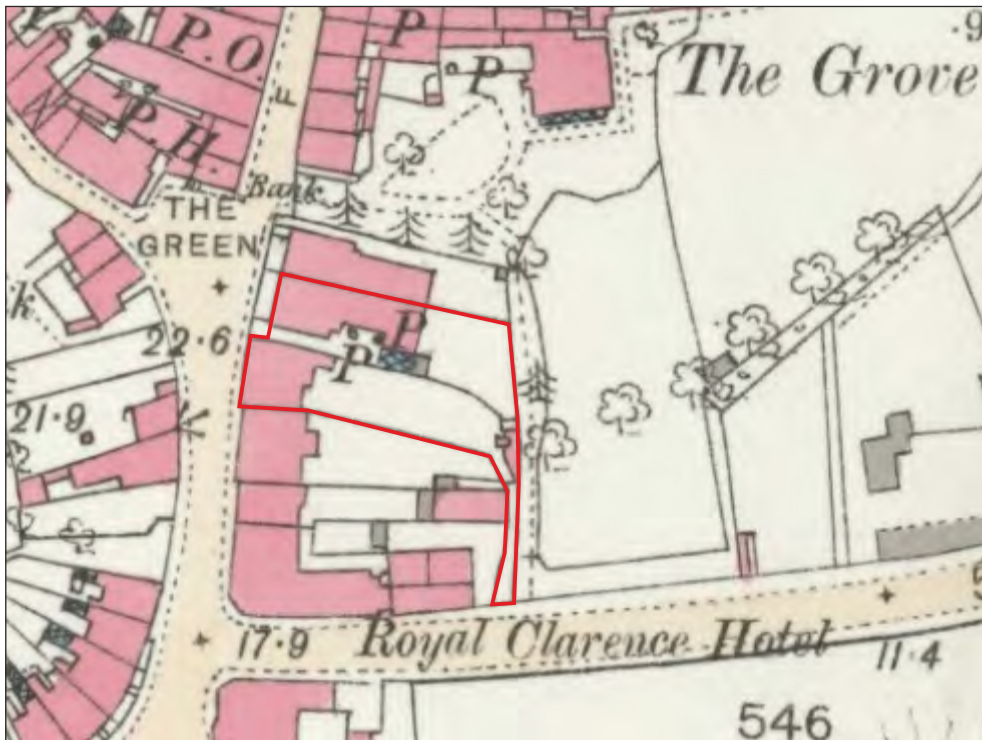 P.O.
P
P
The Grove
P.H.
F
Bank
THE
GREEN
22·6
P
P
21·9
17·9
Royal Clarence Hotel
11·4
546